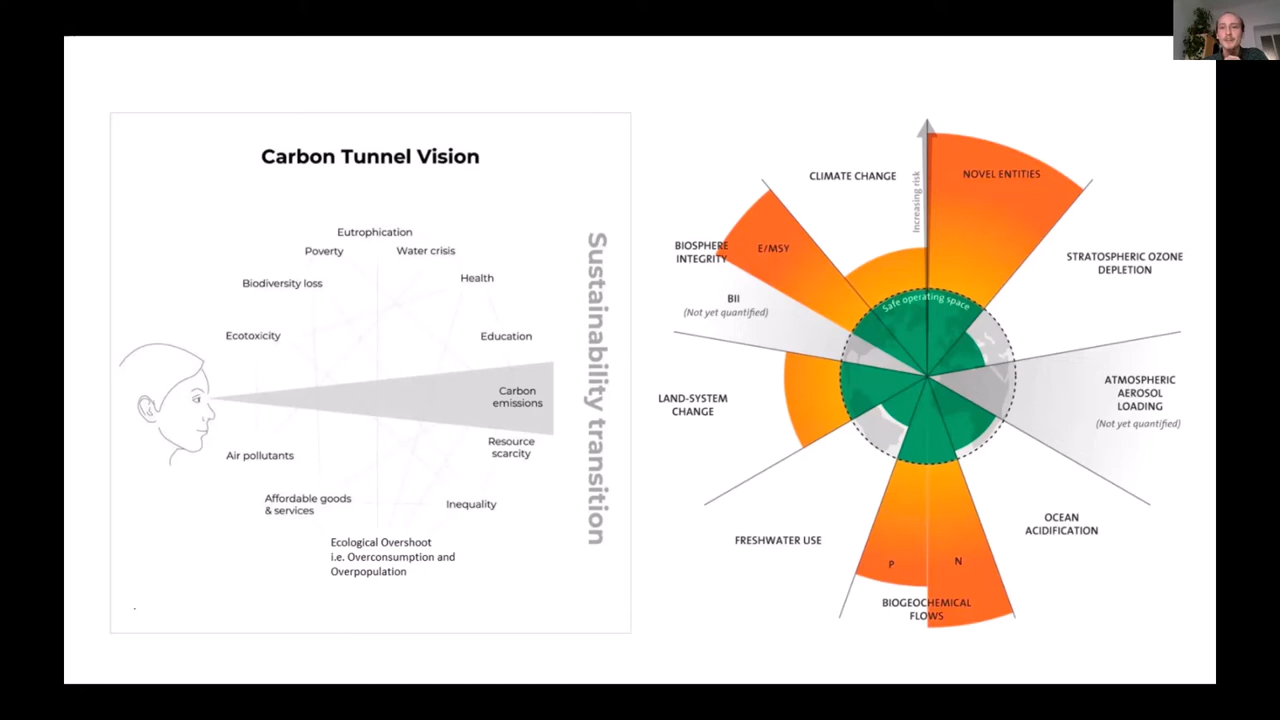 Carbon Tunnel Vision
Eutrophication
Poverty
Water crisis
Biodiversity loss
Health
Ecotoxicity
Education
Carbon
emissions
Air pollutants
Resource
scarcity
Affordable goods
& services
Inequality
Ecological Overshoot
i.e. Overconsumption and
Overpopulation
Sustainability transition
CLIMATE CHANGE
Increasing risk
NOVEL ENTITIES
BIOSPHERE
INTEGRITY
E/MSY
STRATOSPHERIC OZONE
DEPLETION
BII
(Not yet quantified)
Safe operating space
LAND-SYSTEM
CHANGE
ATMOSPHERIC
AEROSOL
LOADING
(Not yet quantified)
FRESHWATER USE
OCEAN
ACIDIFICATION
P
N
BIOGEOCHEMICAL
FLOWS